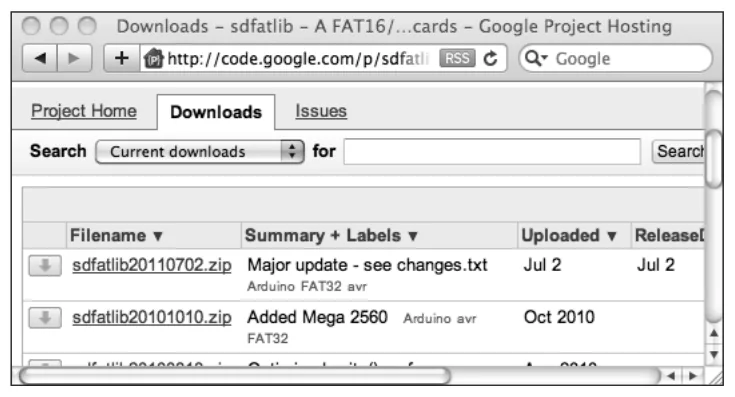 Downloads – sdfatlib – A FAT16/...cards – Google Project Hosting
http://code.google.com/p/sdfatli RSS Google
Project Home Downloads Issues
Search Current downloads for Search
Filename ▼ Summary + Labels ▼ Uploaded ▼ ReleaseD
sdfatlib20110702.zip Major update - see changes.txt Jul 2 Jul 2
Arduino FAT32 avr
sdfatlib20101010.zip Added Mega 2560 Arduino avr Oct 2010
FAT32